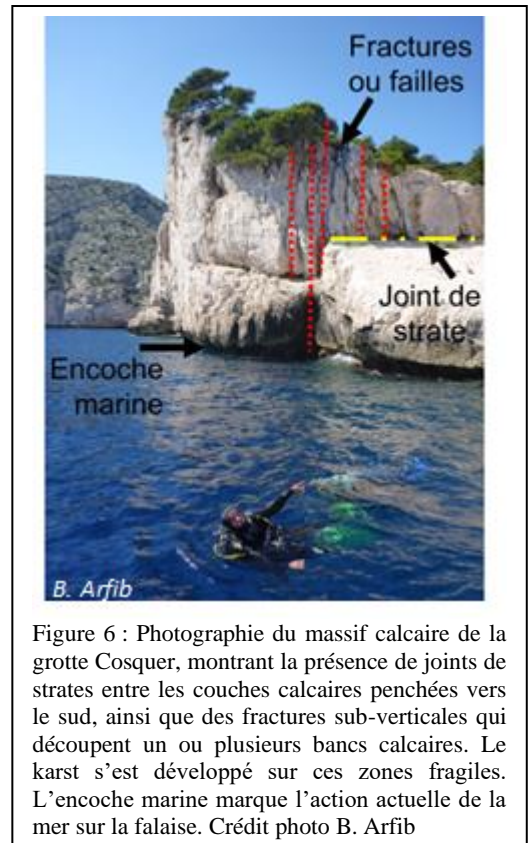 Fractures
ou failles
Joint de
strate
Encoche
marine
B. Arfib
Figure 6 : Photographie du massif calcaire de la
grotte Cosquer, montrant la présence de joints de
strates entre les couches calcaires penchées vers
le sud, ainsi que des fractures sub-verticales qui
découpent un ou plusieurs bancs calcaires. Le
karst s’est développé sur ces zones fragiles.
L’encoche marine marque l’action actuelle de la
mer sur la falaise. Crédit photo B. Arfib